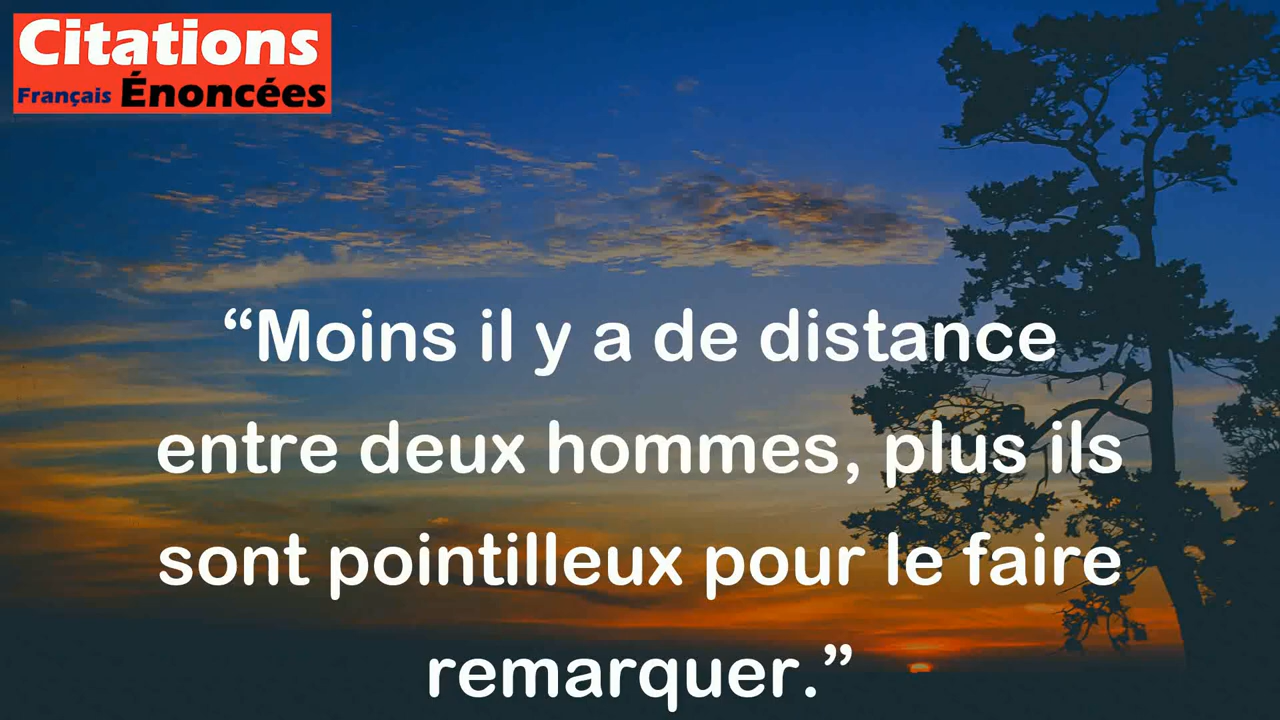 Citations
Français Énoncées
“Moins il y a de distance
entre deux hommes, plus ils
sont pointilleux pour le faire
remarquer.”